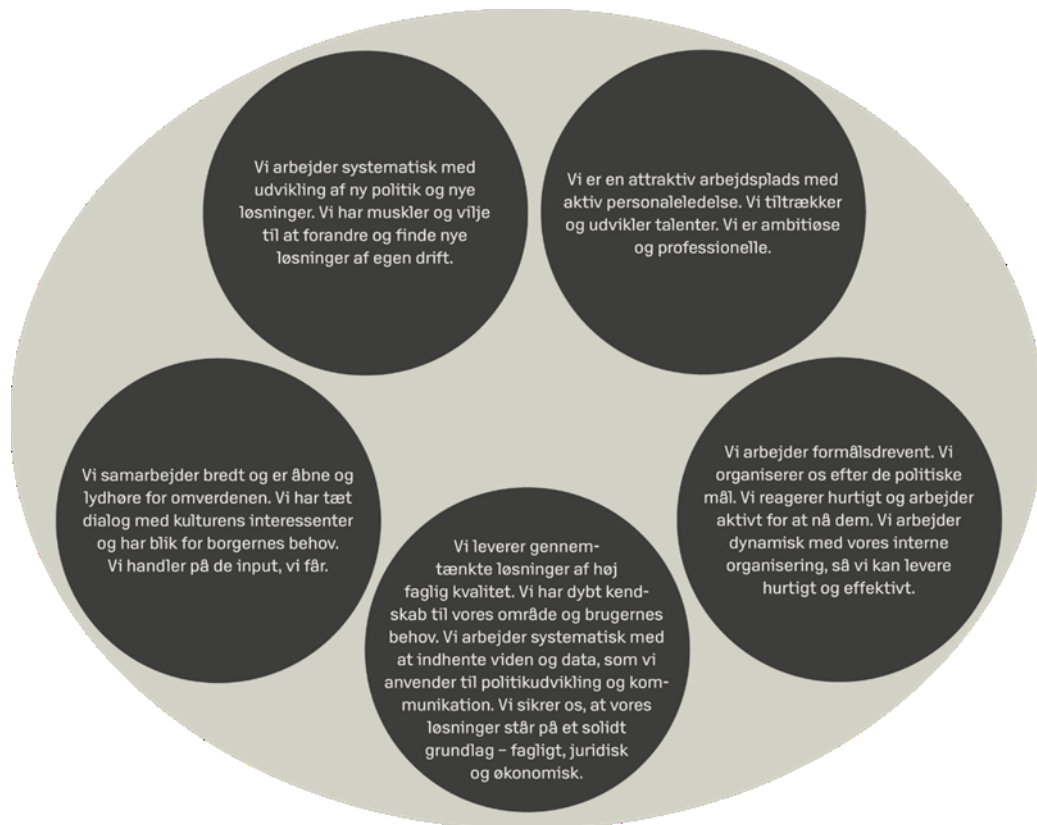 Vi arbejder systematisk med
udvikling af ny politik og nye
løsninger. Vi har muskler og vilje
til at forandre og finde nye
løsninger af egen drift.
Vi er en attraktiv arbejdsplads med
aktiv personaleledelse. Vi tiltrækker
og udvikler talenter. Vi er ambitiøse
og professionelle.
Vi samarbejder bredt og er åbne og
lydhøre for omverdenen. Vi har tæt
dialog med kulturens interessenter
og har blik for borgernes behov.
Vi handler på de input, vi får.
Vi arbejder formålsdrevent. Vi
organiserer os efter de politiske
mål. Vi reagerer hurtigt og arbejder
aktivt for at nå dem. Vi arbejder
dynamisk med vores interne
organisering, så vi kan levere
hurtigt og effektivt.
Vi leverer gennem-
tænkte løsninger af høj
faglig kvalitet. Vi har dybt kend-
skab til vores område og brugernes
behov. Vi arbejder systematisk med
at indhente viden og data, som vi
anvender til politikudvikling og kom-
munikation. Vi sikrer os, at vores
løsninger står på et solidt
grundlag – fagligt, juridisk
og økonomisk.